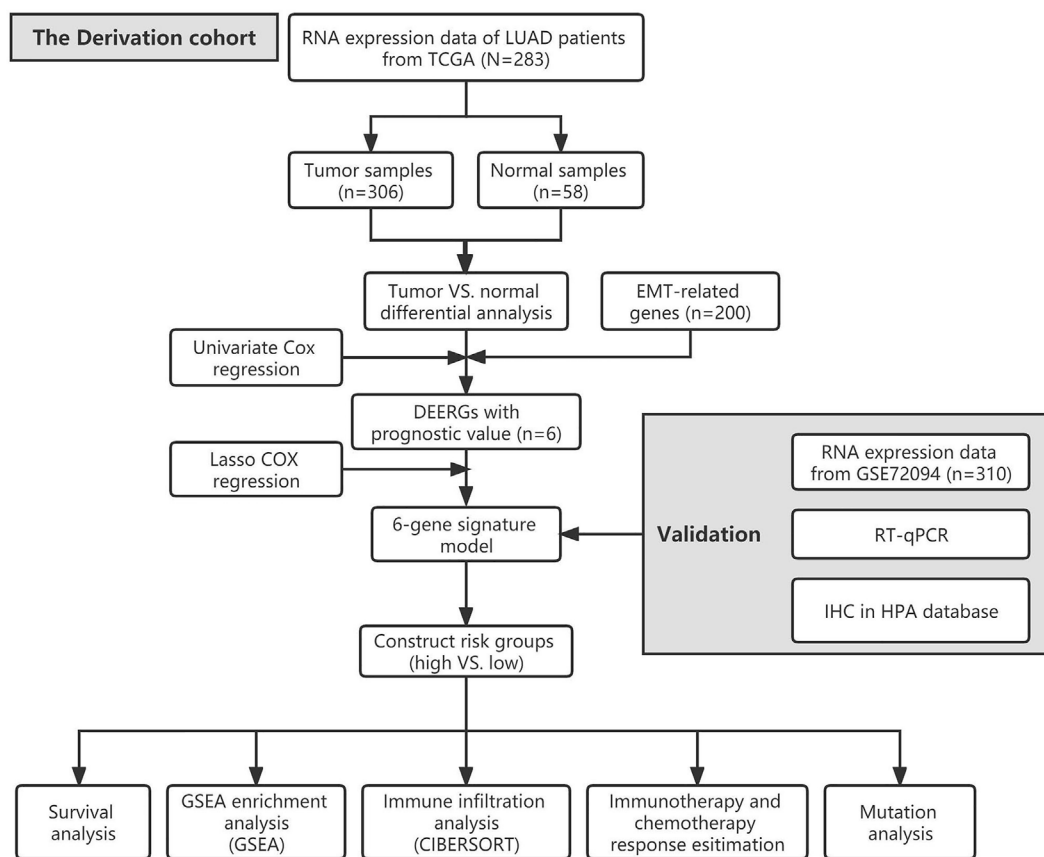 The Derivation cohort
RNA expression data of LUAD patients
from TCGA (N=283)
Tumor samples
(n=306)
Normal samples
(n=58)
Tumor VS. normal
differential annalysis
EMT-related
genes (n=200)
Univariate Cox
regression
DEERGs with
prognostic value (n=6)
Lasso COX
regression
6-gene signature
model
Validation
RNA expression data
from GSE72094 (n=310)
RT-qPCR
IHC in HPA database
Construct risk groups
(high VS. low)
Survival
analysis
GSEA enrichment
analysis
(GSEA)
Immune infiltration
analysis
(CIBERSORT)
Immunotherapy and
chemotherapy
response esitimation
Mutation
analysis